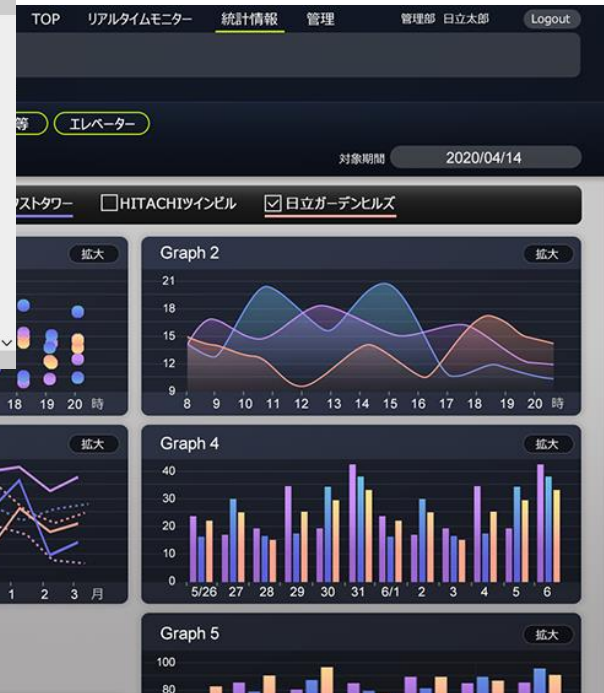 TOP リアルタイムモニター 統計情報 管理 管理部 日立太郎 Logout
等 エレベーター
対象期間 2020/04/14
ストタワー HITACHIツインビル 日立ガーデンヒルズ
拡大
18 19 20 時
Graph 2 拡大
21
18
15
12
9
8 9 10 11 12 13 14 15 16 17 18 19 20 時
拡大
1 2 3 月
Graph 4 拡大
40
30
20
10
0
5/26 27 28 29 30 31 6/1 2 3 4 5 6
Graph 5 拡大
100
80